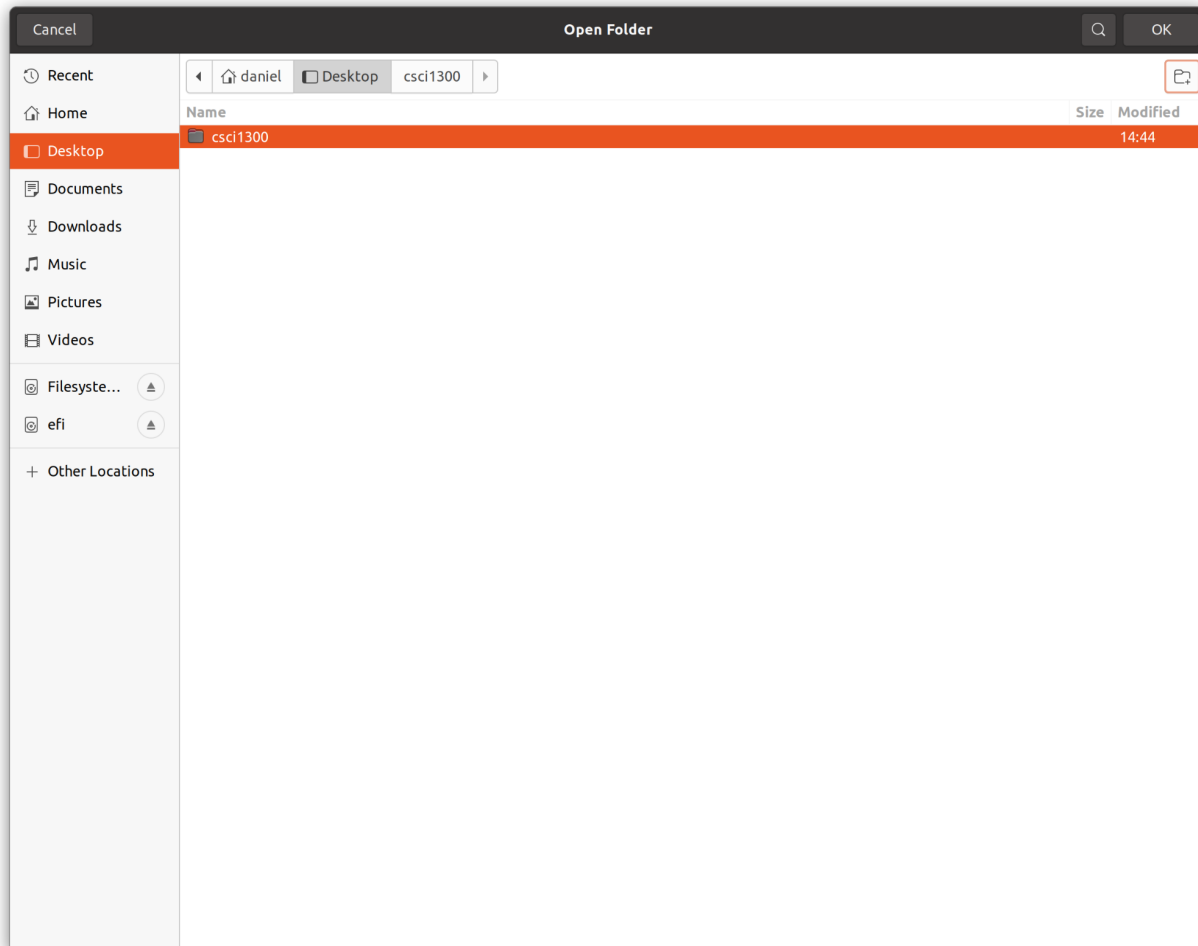 Cancel Open Folder OK
Recent
daniel Desktop csci1300
Home
Name Size Modified
csci1300 14:44
Desktop
Documents
Downloads
Music
Pictures
Videos
Filesyste...
efi
Other Locations